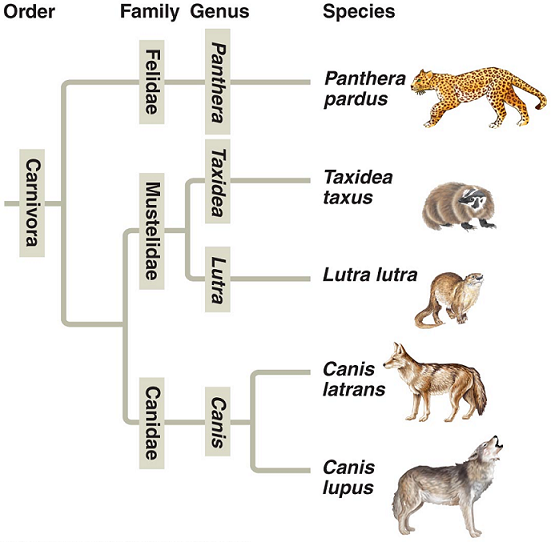 Order Family Genus Species
Felidae
Panthera
Panthera
pardus
Carnivora
Mustelidae
Taxidea
Taxidea
taxus
Lutra
Lutra lutra
Canidae
Canis
Canis
latrans
Canis
lupus